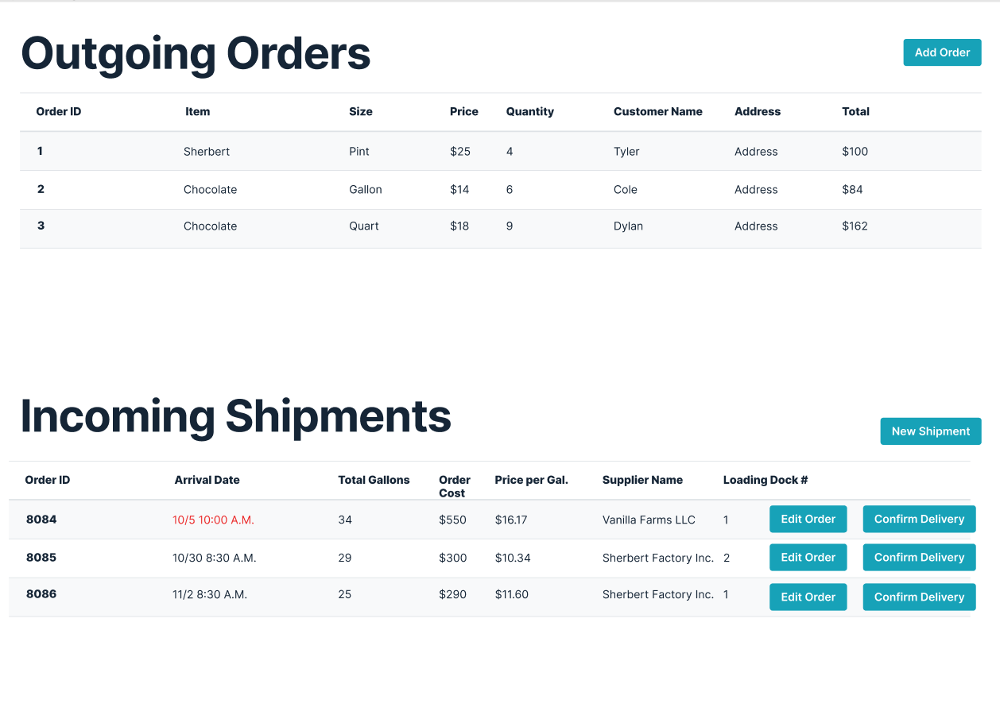 Outgoing Orders
Add Order
Order ID Item Size Price Quantity Customer Name Address Total
1 Sherbert Pint $25 4 Tyler Address $100
2 Chocolate Gallon $14 6 Cole Address $84
3 Chocolate Quart $18 9 Dylan Address $162
Incoming Shipments
New Shipment
Order ID Arrival Date Total Gallons Order Cost Price per Gal. Supplier Name Loading Dock #
8084 10/5 10:00 A.M. 34 $550 $16.17 Vanilla Farms LLC 1 Edit Order Confirm Delivery
8085 10/30 8:30 A.M. 29 $300 $10.34 Sherbert Factory Inc. 2 Edit Order Confirm Delivery
8086 11/2 8:30 A.M. 25 $290 $11.60 Sherbert Factory Inc. 1 Edit Order Confirm Delivery